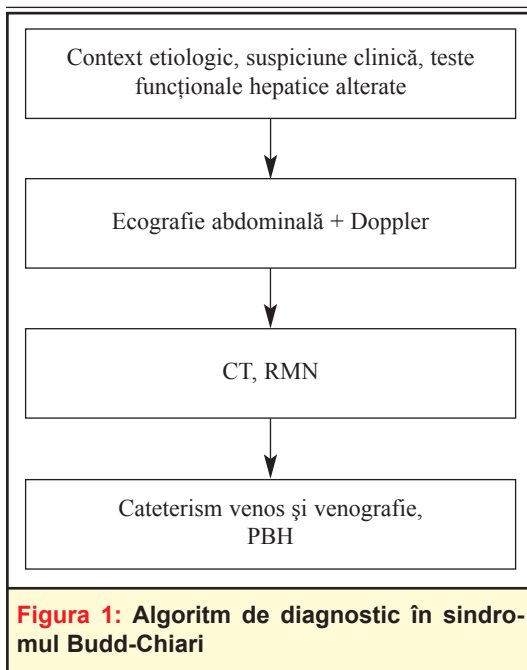 Context etiologic, suspiciune clinică, teste
funcționale hepatice alterate
Ecografie abdominală + Doppler
CT, RMN
Cateterism venos şi venografie,
PBH
Figura 1: Algoritm de diagnostic în sindro-
mul Budd-Chiari